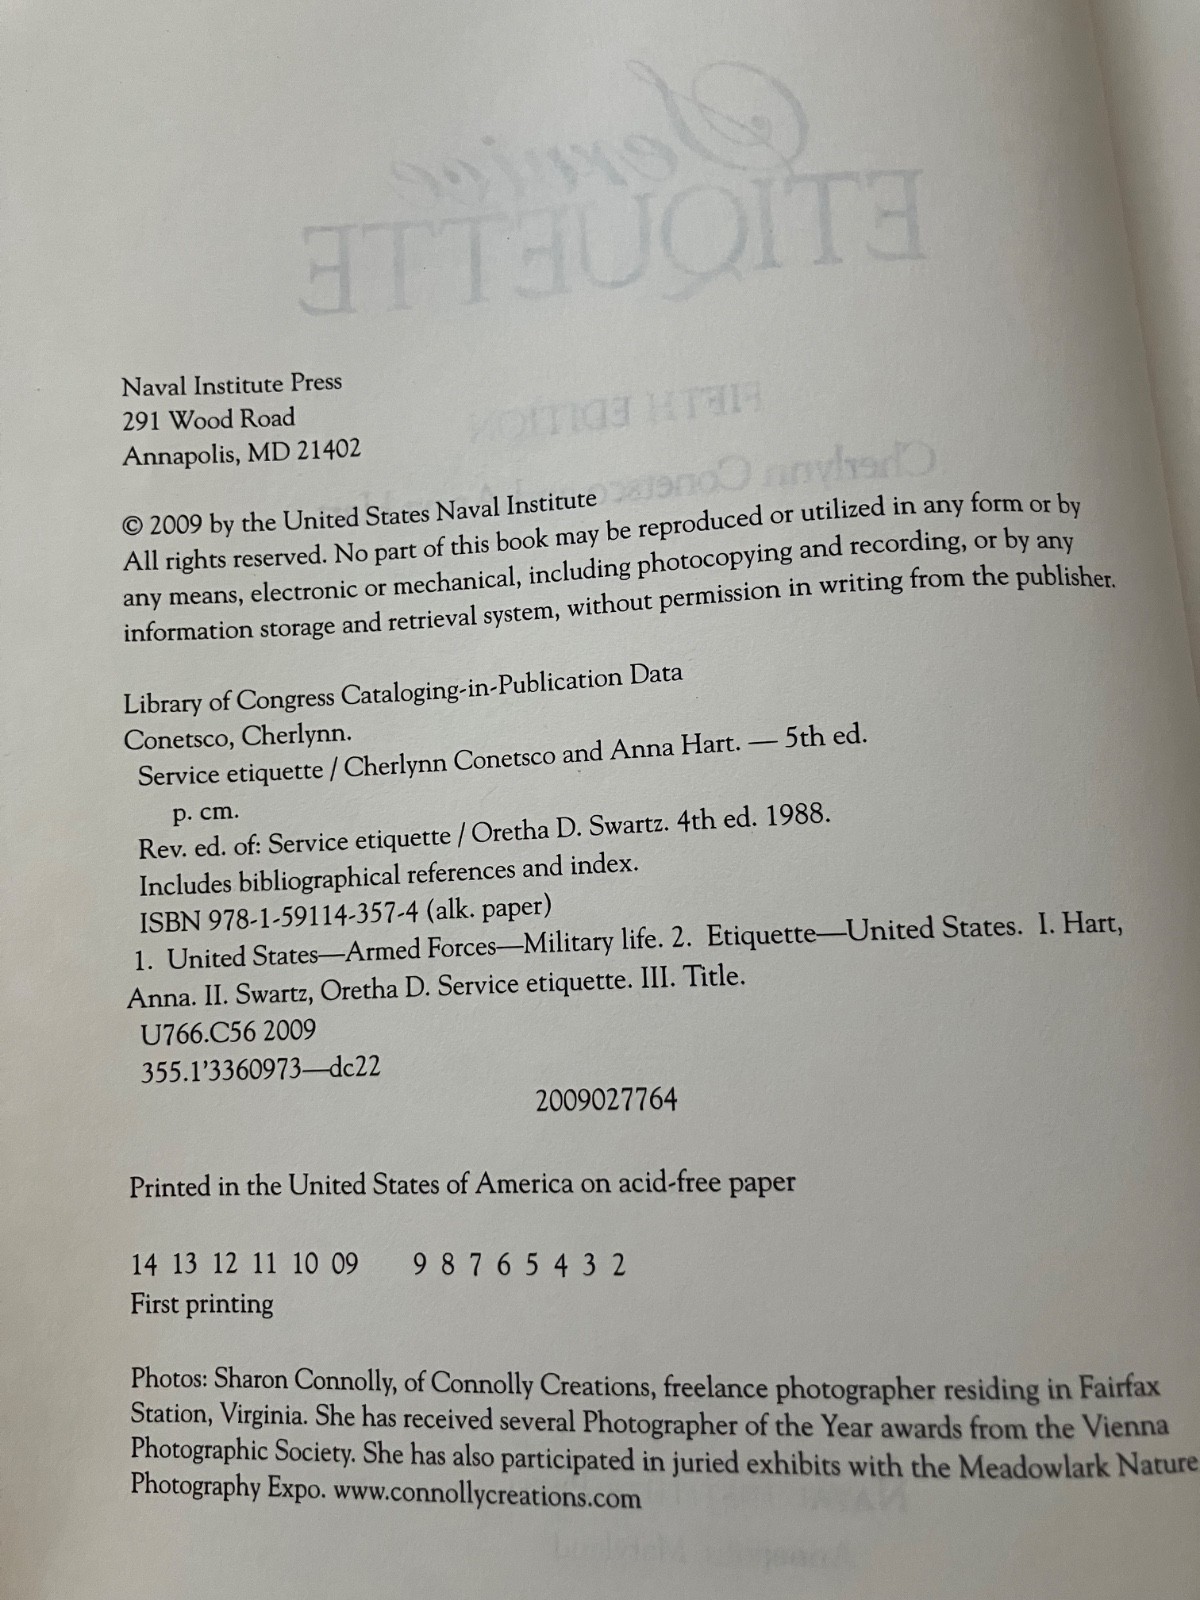 Service
ETIQUETTE
FIFTH EDITION
Cherlynn Conetsco
Naval Institute Press
291 Wood Road
Annapolis, MD 21402
© 2009 by the United States Naval Institute
All rights reserved. No part of this book may be reproduced or utilized in any form or by
any means, electronic or mechanical, including photocopying and recording, or by any
information storage and retrieval system, without permission in writing from the publisher.
Library of Congress Cataloging-in-Publication Data
Conetsco, Cherlynn.
Service etiquette / Cherlynn Conetsco and Anna Hart. — 5th ed.
p. cm.
Rev. ed. of: Service etiquette / Oretha D. Swartz. 4th ed. 1988.
Includes bibliographical references and index.
ISBN 978-1-59114-357-4 (alk. paper)
1. United States—Armed Forces—Military life. 2. Etiquette—United States. I. Hart,
Anna. II. Swartz, Oretha D. Service etiquette. III. Title.
U766.C56 2009
355.1'3360973—dc22
2009027764
Printed in the United States of America on acid-free paper
14 13 12 11 10 09 9 8 7 6 5 4 3 2
First printing
Photos: Sharon Connolly, of Connolly Creations, freelance photographer residing in Fairfax
Station, Virginia. She has received several Photographer of the Year awards from the Vienna
Photographic Society. She has also participated in juried exhibits with the Meadowlark Nature
Photography Expo. www.connollycreations.com